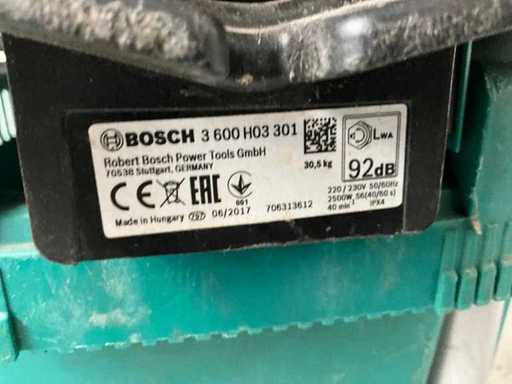 BOSCH 3 600 H03 301
Robert Bosch Power Tools GmbH
70538 Stuttgart, GERMANY
30,5 kg
LWA
92dB
CE EAC
001
Made in Hungary 797 06/2017 706313612
220 / 230V 50/60Hz
2500W, S6(40/60 s)
40 min⁻¹ IPX4